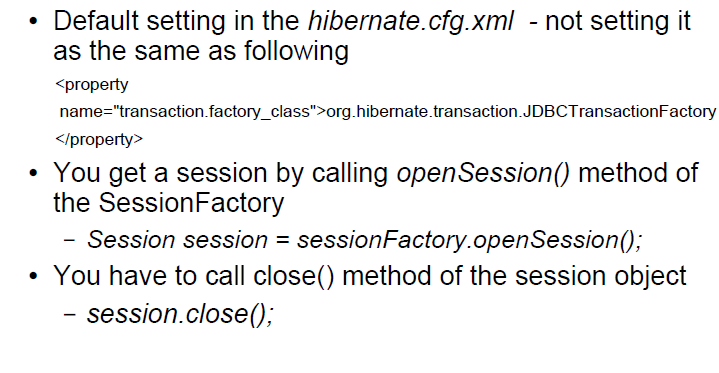 • Default setting in the hibernate.cfg.xml - not setting it
as the same as following
<property
name="transaction.factory_class">org.hibernate.transaction.JDBCTransactionFactory
</property>
• You get a session by calling openSession() method of
the SessionFactory
– Session session = sessionFactory.openSession();
• You have to call close() method of the session object
– session.close();